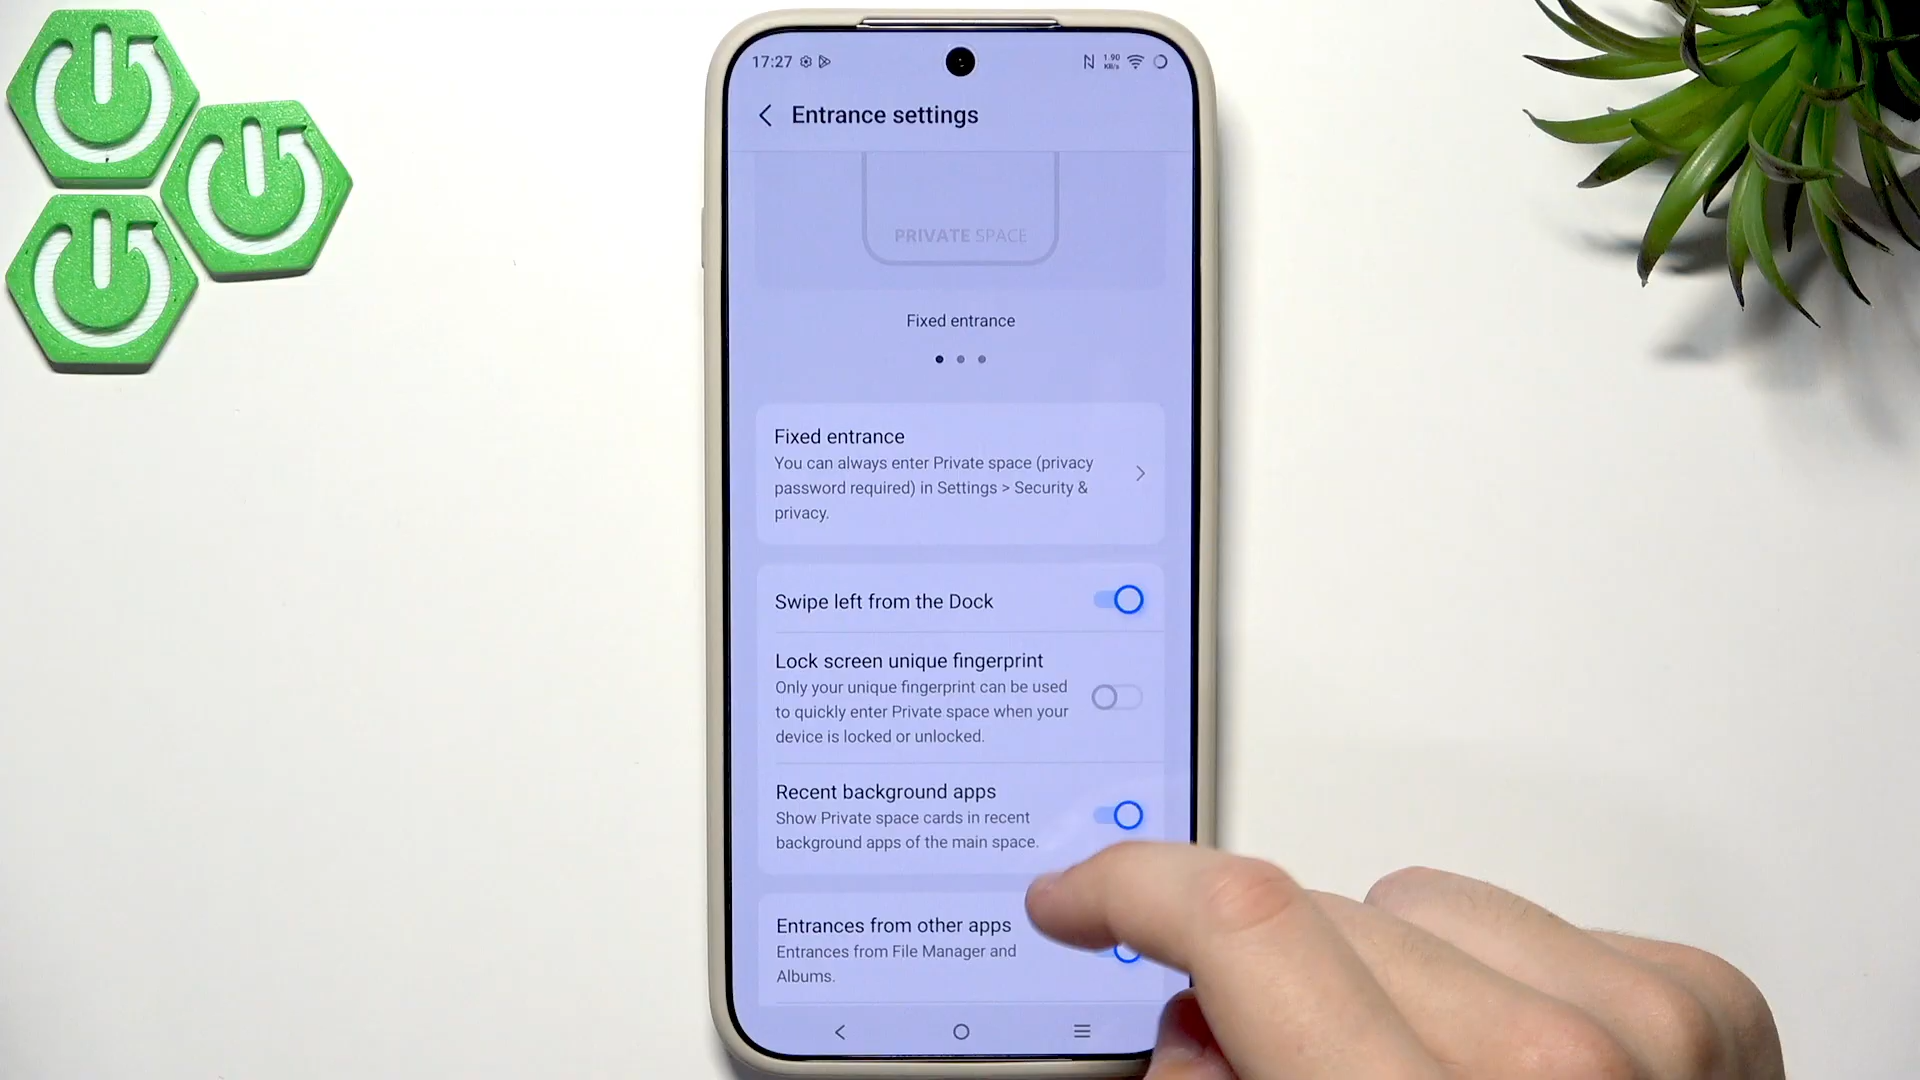 17:27
1.90
KB/s
Entrance settings
PRIVATE SPACE
Fixed entrance
Fixed entrance
You can always enter Private space (privacy
password required) in Settings > Security &
privacy.
Swipe left from the Dock
Lock screen unique fingerprint
Only your unique fingerprint can be used
to quickly enter Private space when your
device is locked or unlocked.
Recent background apps
Show Private space cards in recent
background apps of the main space.
Entrances from other apps
Entrances from File Manager and
Albums.